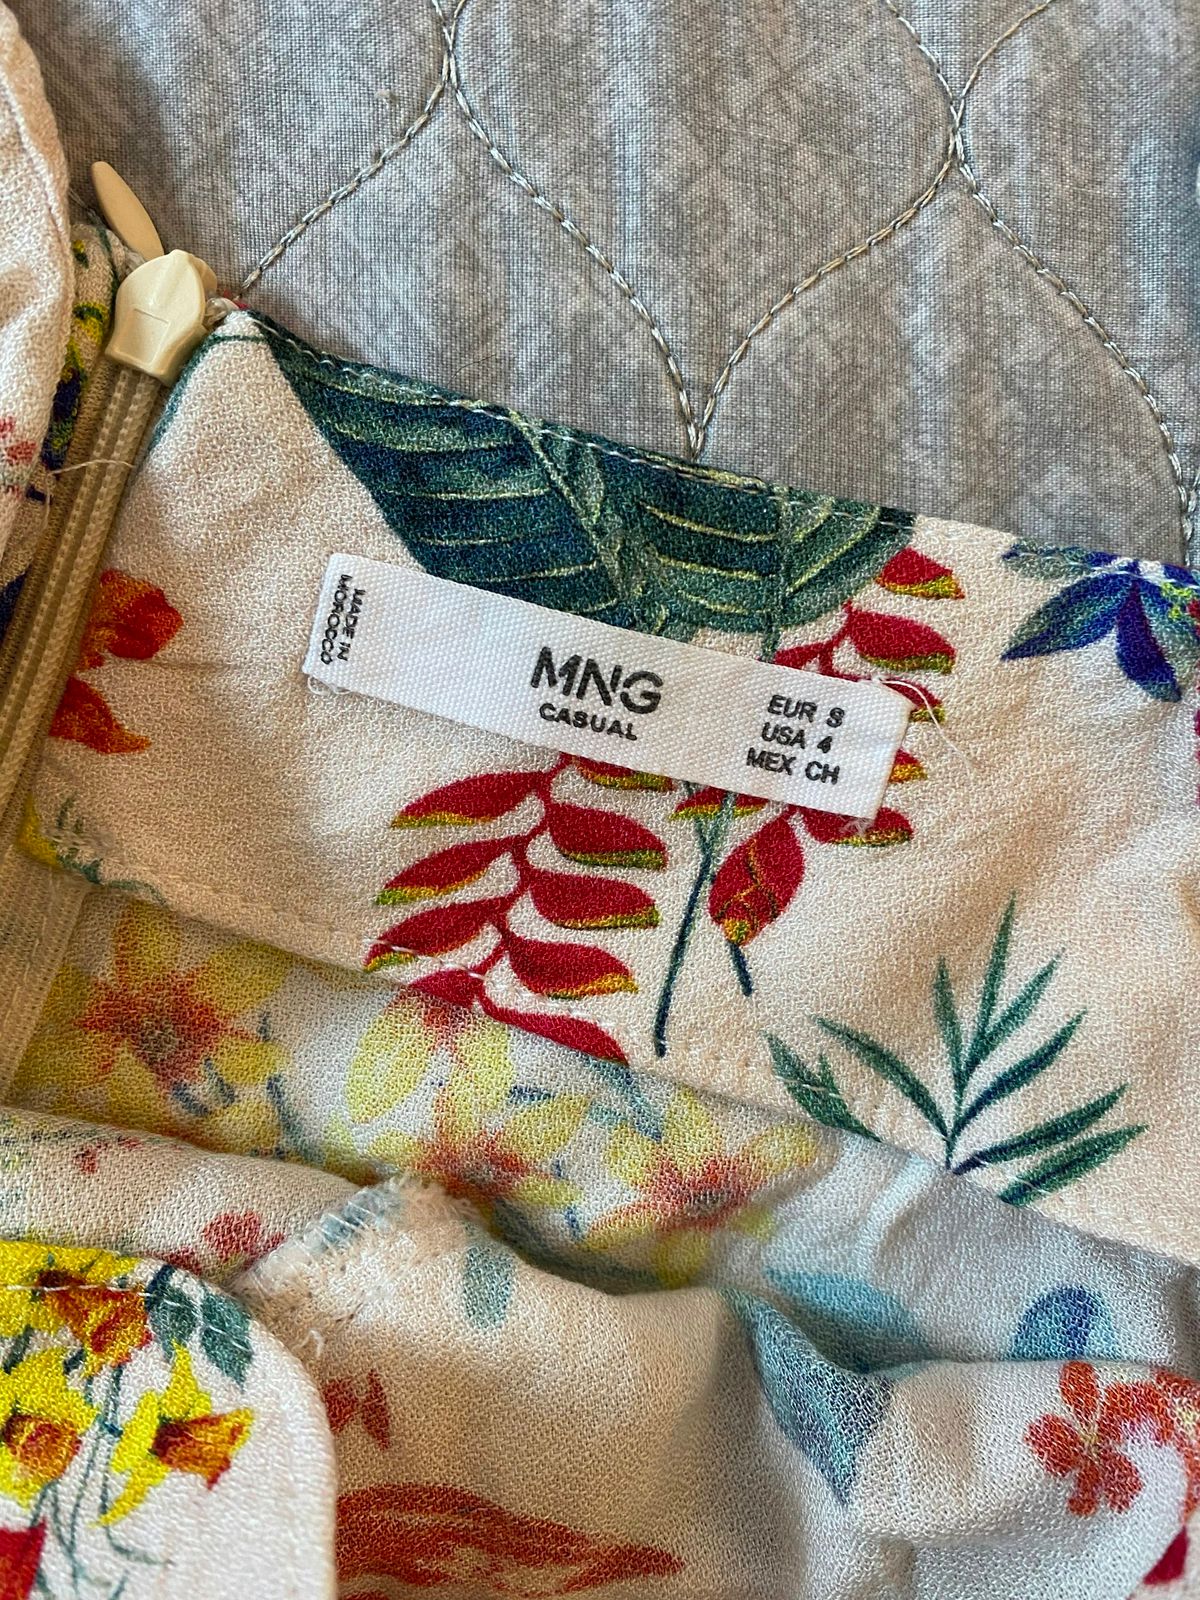 MADE IN
MOROCCO
MNG
CASUAL
EUR S
USA 4
MEX CH